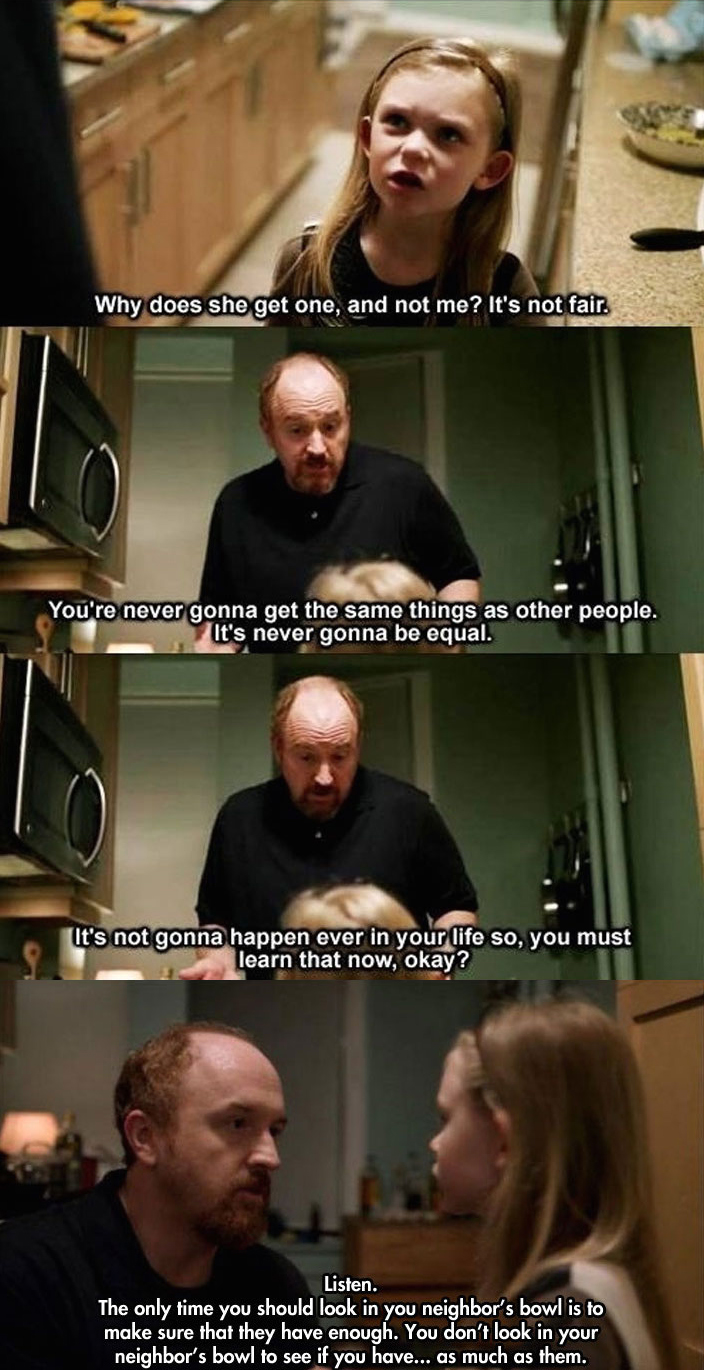 Why does she get one, and not me? It's not fair.
You're never gonna get the same things as other people.
It's never gonna be equal.
It's not gonna happen ever in your life so, you must
learn that now, okay?
Listen.
The only time you should look in you neighbor's bowl is to
make sure that they have enough. You don't look in your
neighbor's bowl to see if you have... as much as them.